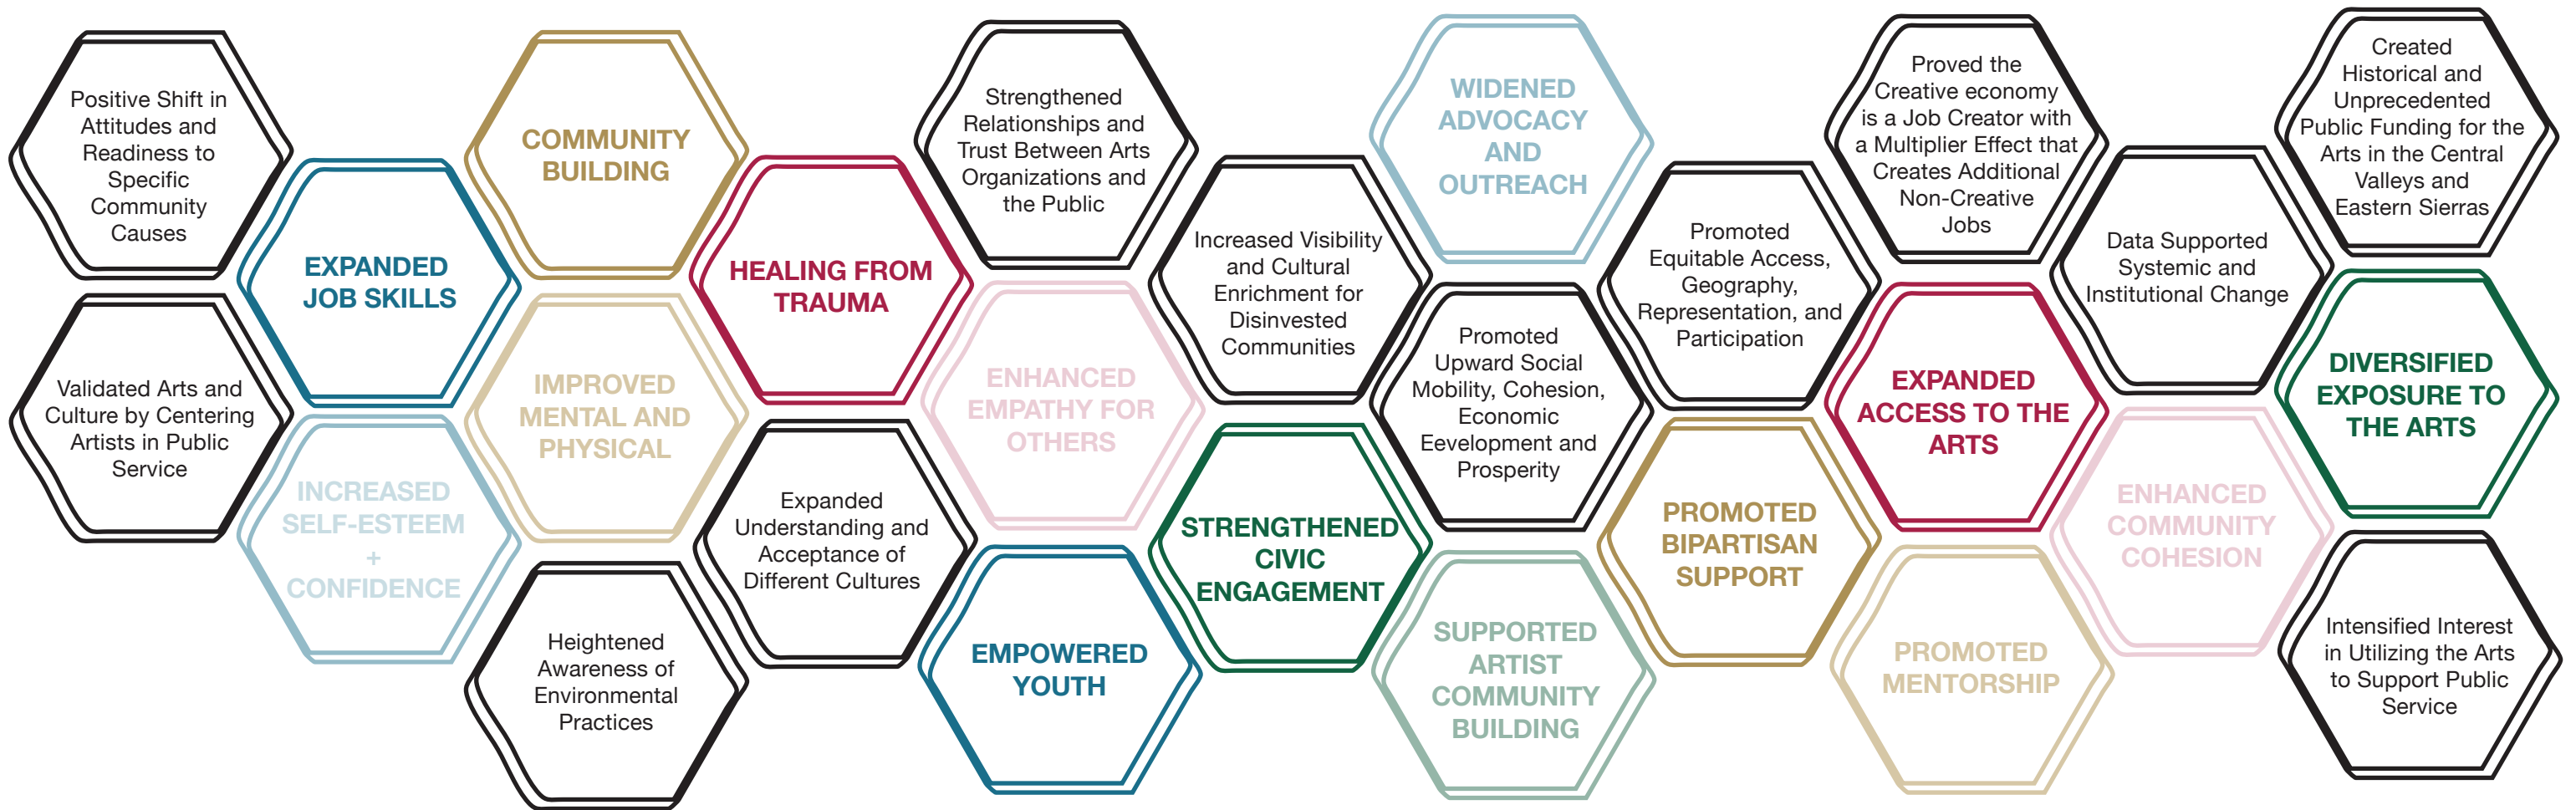 Positive Shift in
Attitudes and
Readiness to
Specific
Community
Causes
Validated Arts and
Culture by Centering
Artists in Public
Service
EXPANDED
JOB SKILLS
INCREASED
SELF-ESTEEM
+
CONFIDENCE
COMMUNITY
BUILDING
IMPROVED
MENTAL AND
PHYSICAL
Heightened
Awareness of
Environmental
Practices
HEALING FROM
TRAUMA
Expanded
Understanding and
Acceptance of
Different Cultures
Strengthened
Relationships and
Trust Between Arts
Organizations and
the Public
ENHANCED
EMPATHY FOR
OTHERS
EMPOWERED
YOUTH
Increased Visibility
and Cultural
Enrichment for
Disinvested
Communities
STRENGTHENED
CIVIC
ENGAGEMENT
WIDENED
ADVOCACY
AND
OUTREACH
Promoted
Upward Social
Mobility, Cohesion,
Economic
Eevelopment and
Prosperity
SUPPORTED
ARTIST
COMMUNITY
BUILDING
Promoted
Equitable Access,
Geography,
Representation, and
Participation
PROMOTED
BIPARTISAN
SUPPORT
Proved the
Creative economy
is a Job Creator with
a Multiplier Effect that
Creates Additional
Non-Creative
Jobs
EXPANDED
ACCESS TO THE
ARTS
PROMOTED
MENTORSHIP
Data Supported
Systemic and
Institutional Change
ENHANCED
COMMUNITY
COHESION
Created
Historical and
Unprecedented
Public Funding for the
Arts in the Central
Valleys and
Eastern Sierras
DIVERSIFIED
EXPOSURE TO
THE ARTS
Intensified Interest
in Utilizing the Arts
to Support Public
Service